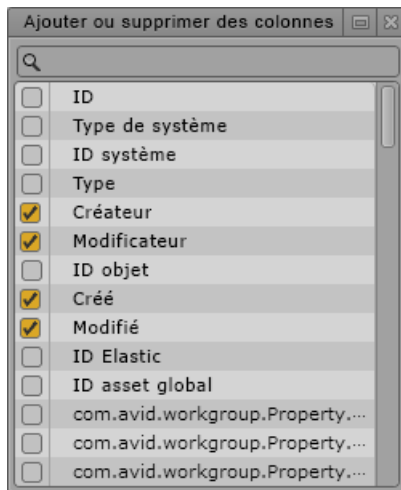 Ajouter ou supprimer des colonnes
ID
Type de système
ID système
Type
Créateur
Modificateur
ID objet
Créé
Modifié
ID Elastic
ID asset global
com.avid.workgroup.Property.···
com.avid.workgroup.Property.···
com.avid.workgroup.Property.···